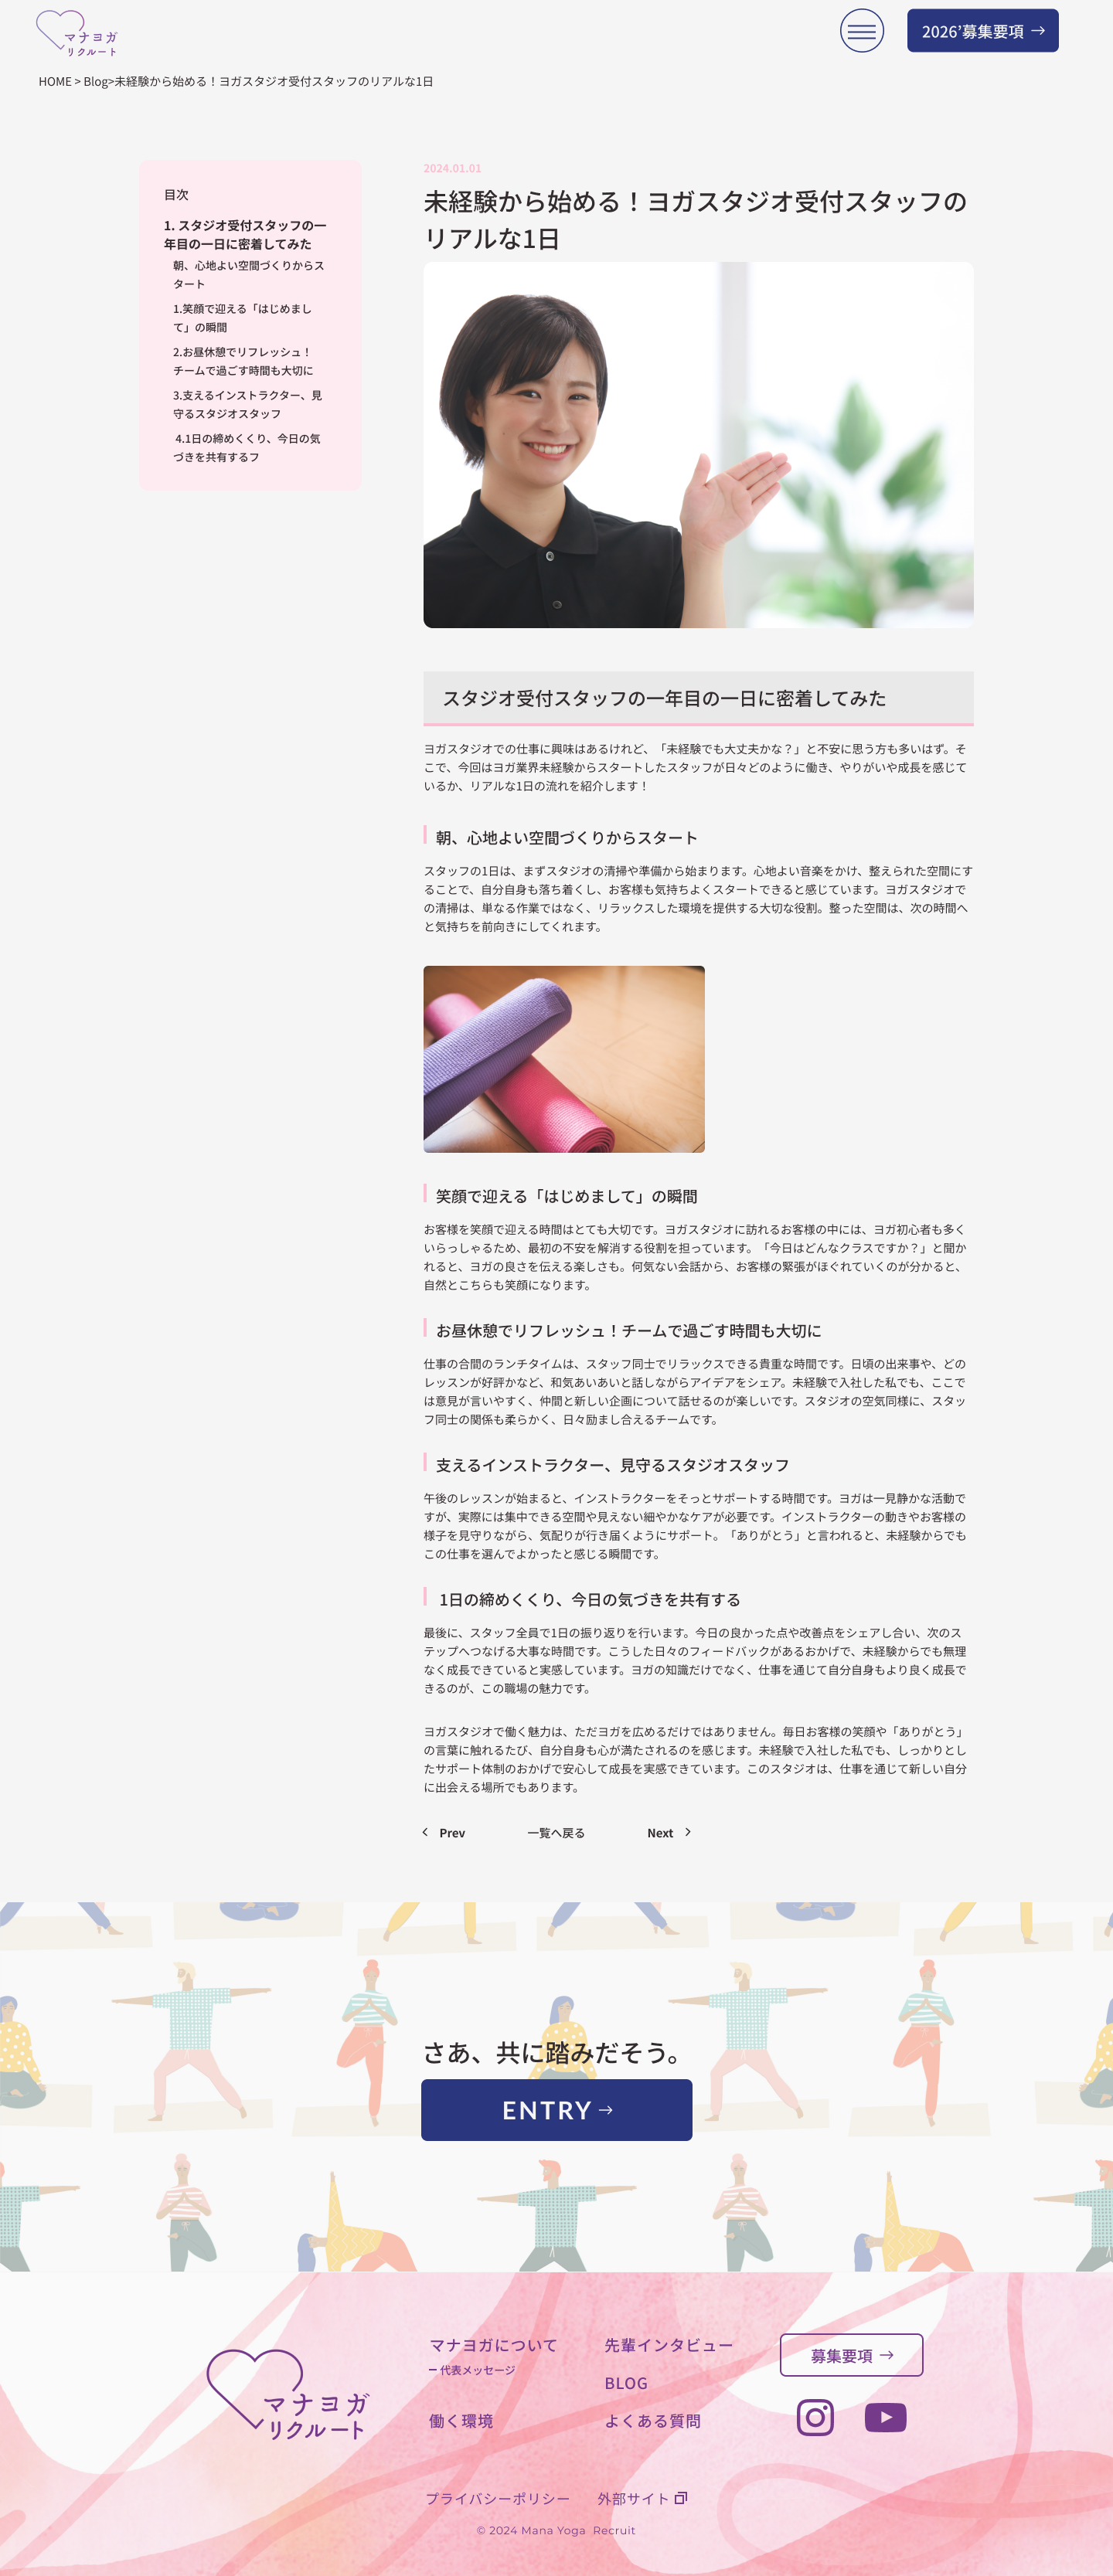 マナヨガ
リクルート
2026’募集要項 →
HOME > Blog>未経験から始める！ヨガスタジオ受付スタッフのリアルな1日
目次
1. スタジオ受付スタッフの一
年目の一日に密着してみた
朝、心地よい空間づくりからス
タート
1.笑顔で迎える「はじめまし
て」の瞬間
2.お昼休憩でリフレッシュ！
チームで過ごす時間も大切に
3.支えるインストラクター、見
守るスタジオスタッフ
4.1日の締めくくり、今日の気
づきを共有するフ
2024.01.01
未経験から始める！ヨガスタジオ受付スタッフの
リアルな1日
スタジオ受付スタッフの一年目の一日に密着してみた
ヨガスタジオでの仕事に興味はあるけれど、「未経験でも大丈夫かな？」と不安に思う方も多いはず。そ
こで、今回はヨガ業界未経験からスタートしたスタッフが日々どのように働き、やりがいや成長を感じて
いるか、リアルな1日の流れを紹介します！
朝、心地よい空間づくりからスタート
スタッフの1日は、まずスタジオの清掃や準備から始まります。心地よい音楽をかけ、整えられた空間にす
ることで、自分自身も落ち着くし、お客様も気持ちよくスタートできると感じています。ヨガスタジオで
の清掃は、単なる作業ではなく、リラックスした環境を提供する大切な役割。整った空間は、次の時間へ
と気持ちを前向きにしてくれます。
笑顔で迎える「はじめまして」の瞬間
お客様を笑顔で迎える時間はとても大切です。ヨガスタジオに訪れるお客様の中には、ヨガ初心者も多く
いらっしゃるため、最初の不安を解消する役割を担っています。「今日はどんなクラスですか？」と聞か
れると、ヨガの良さを伝える楽しさも。何気ない会話から、お客様の緊張がほぐれていくのが分かると、
自然とこちらも笑顔になります。
お昼休憩でリフレッシュ！チームで過ごす時間も大切に
仕事の合間のランチタイムは、スタッフ同士でリラックスできる貴重な時間です。日頃の出来事や、どの
レッスンが好評かなど、和気あいあいと話しながらアイデアをシェア。未経験で入社した私でも、ここで
は意見が言いやすく、仲間と新しい企画について話せるのが楽しいです。スタジオの空気同様に、スタッ
フ同士の関係も柔らかく、日々励まし合えるチームです。
支えるインストラクター、見守るスタジオスタッフ
午後のレッスンが始まると、インストラクターをそっとサポートする時間です。ヨガは一見静かな活動で
すが、実際には集中できる空間や見えない細やかなケアが必要です。インストラクターの動きやお客様の
様子を見守りながら、気配りが行き届くようにサポート。「ありがとう」と言われると、未経験からでも
この仕事を選んでよかったと感じる瞬間です。
1日の締めくくり、今日の気づきを共有する
最後に、スタッフ全員で1日の振り返りを行います。今日の良かった点や改善点をシェアし合い、次のス
テップへつなげる大事な時間です。こうした日々のフィードバックがあるおかげで、未経験からでも無理
なく成長できていると実感しています。ヨガの知識だけでなく、仕事を通じて自分自身もより良く成長で
きるのが、この職場の魅力です。
ヨガスタジオで働く魅力は、ただヨガを広めるだけではありません。毎日お客様の笑顔や「ありがとう」
の言葉に触れるたび、自分自身も心が満たされるのを感じます。未経験で入社した私でも、しっかりとし
たサポート体制のおかげで安心して成長を実感できています。このスタジオは、仕事を通じて新しい自分
に出会える場所でもあります。
Prev 一覧へ戻る Next
さあ、共に踏みだそう。
ENTRY →
マナヨガ
リクルート
マナヨガについて
ー 代表メッセージ
働く環境
先輩インタビュー
BLOG
よくある質問
募集要項 →
プライバシーポリシー 外部サイト
© 2024 Mana Yoga Recruit